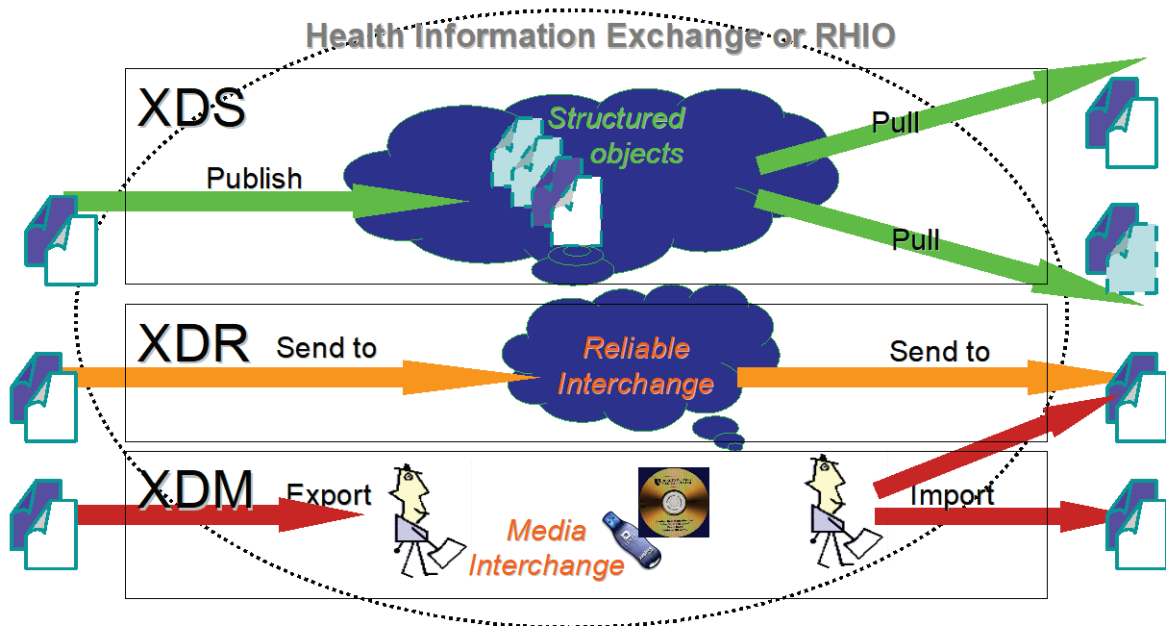 Health Information Exchange or RHIO
XDS
Publish
Structured
objects
Pull
Pull
XDR
Send to
Reliable
Interchange
Send to
XDM
Export
Media
Interchange
Import